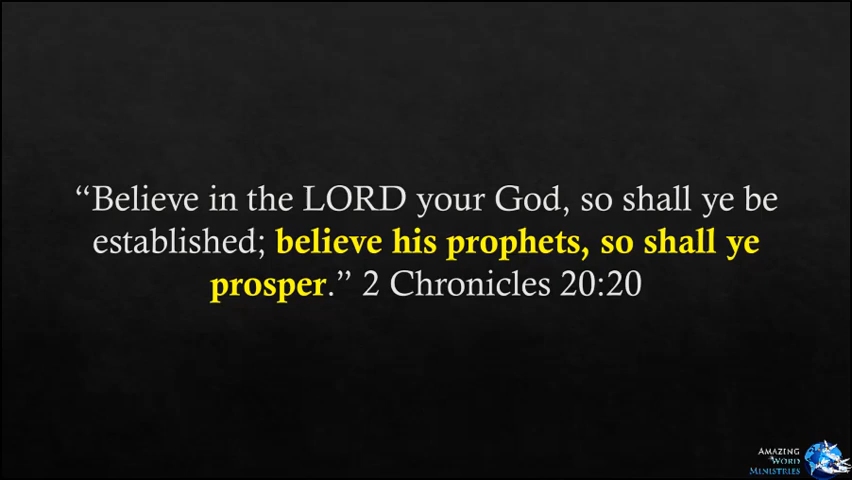 “Believe in the LORD your God, so shall ye be
established; believe his prophets, so shall ye
prosper.” 2 Chronicles 20:20
AMAZING
WORD
MINISTRIES